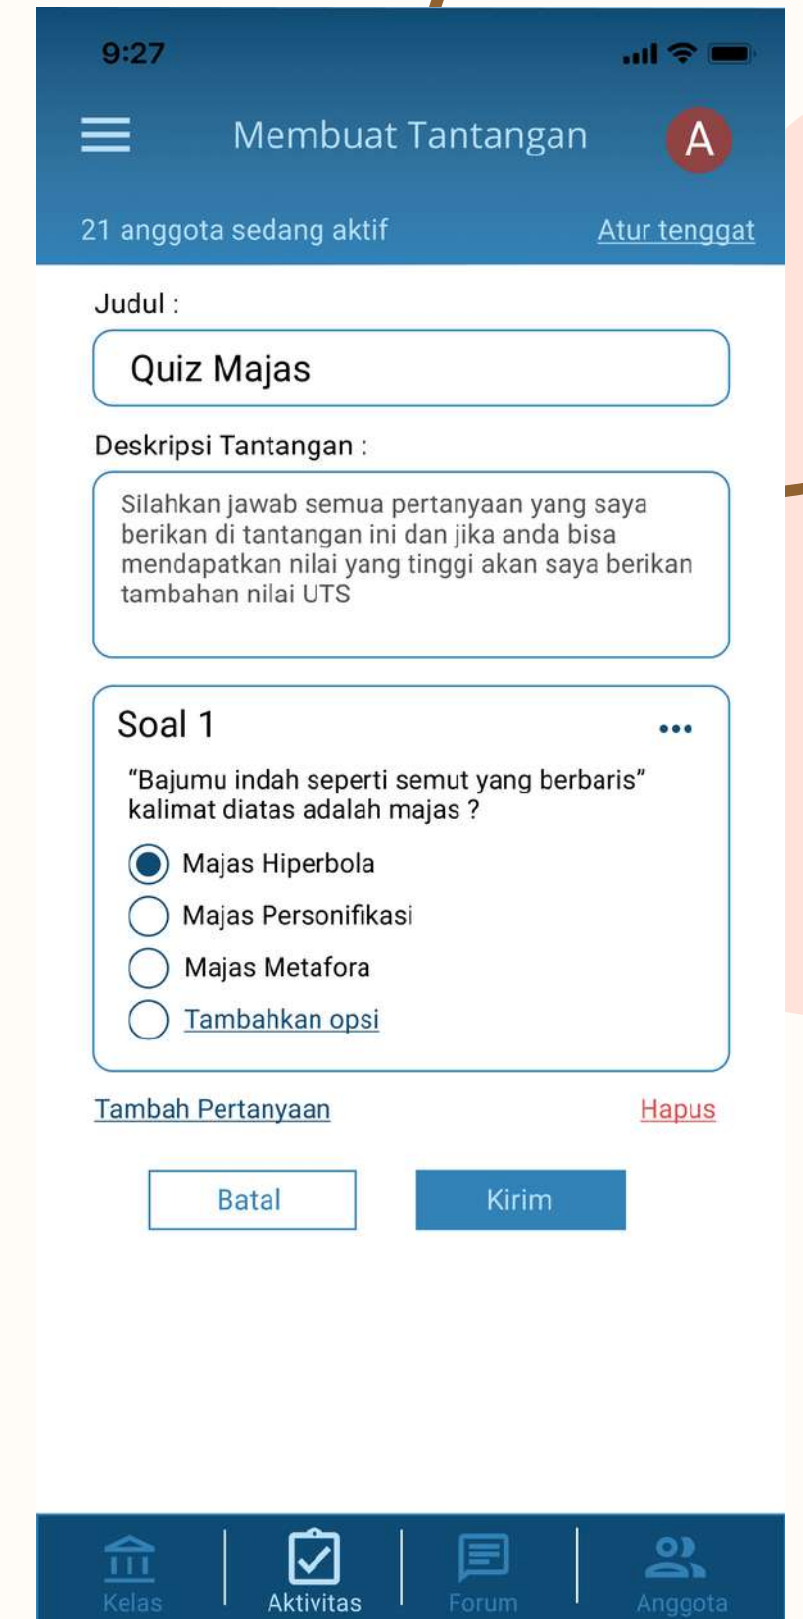 9:27
Membuat Tantangan
A
21 anggota sedang aktif
Atur tenggat
Judul :
Quiz Majas
Deskripsi Tantangan :
Silahkan jawab semua pertanyaan yang saya
berikan di tantangan ini dan jika anda bisa
mendapatkan nilai yang tinggi akan saya berikan
tambahan nilai UTS
Soal 1
“Bajumu indah seperti semut yang berbaris”
kalimat diatas adalah majas ?
Majas Hiperbola
Majas Personifikasi
Majas Metafora
Tambahkan opsi
Tambah Pertanyaan
Hapus
Batal
Kirim
Kelas
Aktivitas
Forum
Anggota